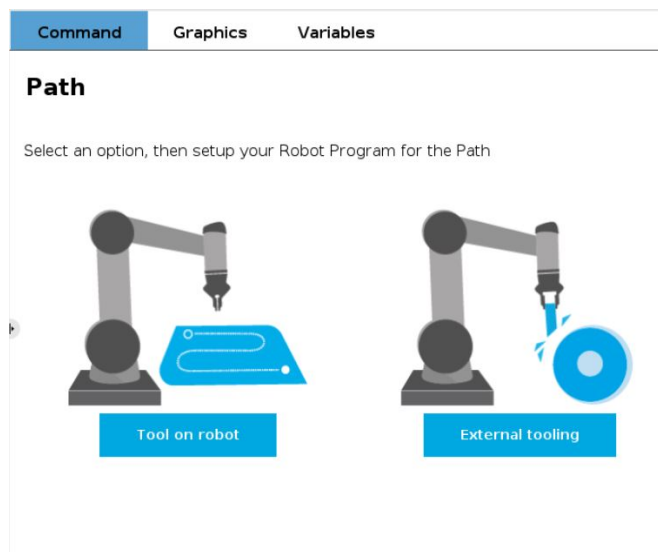 Command Graphics Variables
Path
Select an option, then setup your Robot Program for the Path
Tool on robot External tooling